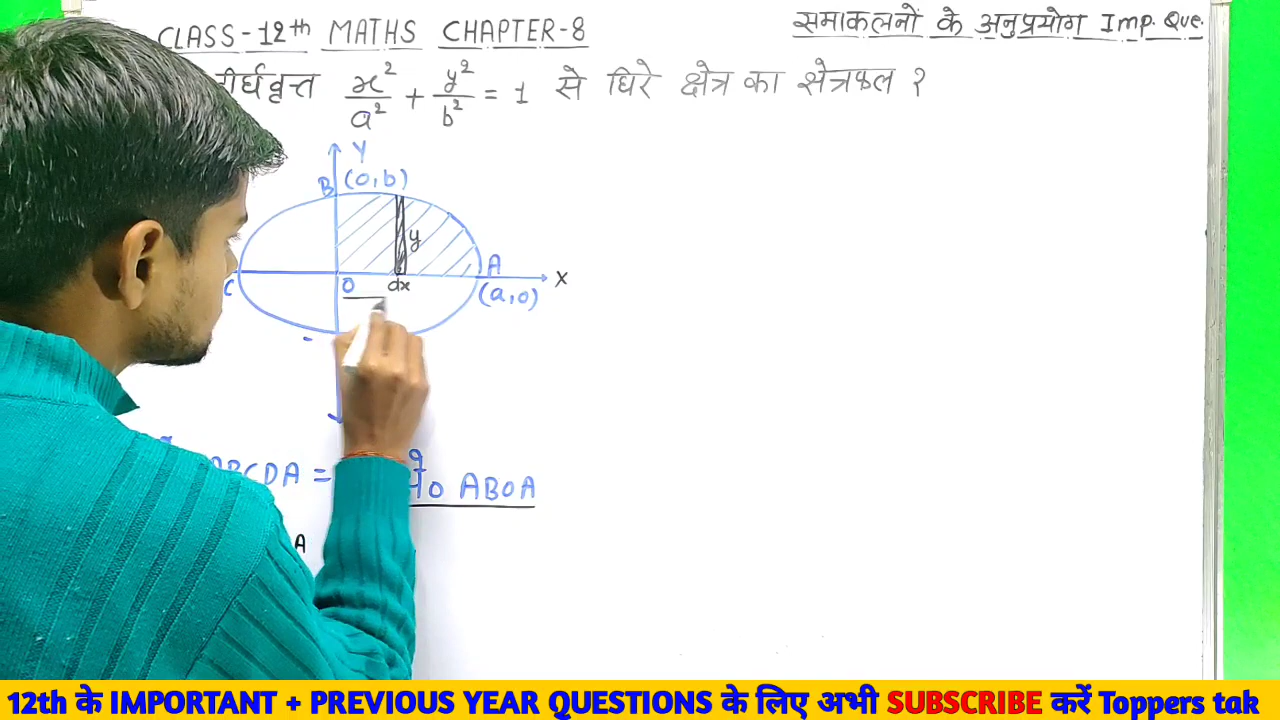 CLASS-12th MATHS CHAPTER-8
समाकलनों के अनुप्रयोग Imp. Que.
x²/a² + y²/b² = 1 से घिरे क्षेत्र का क्षेत्रफल ?
Y
B (0,b)
y
A
C O dx (a,0) X
ABCDA =
ABOA
A
12th के IMPORTANT + PREVIOUS YEAR QUESTIONS के लिए अभी SUBSCRIBE करें Toppers tak